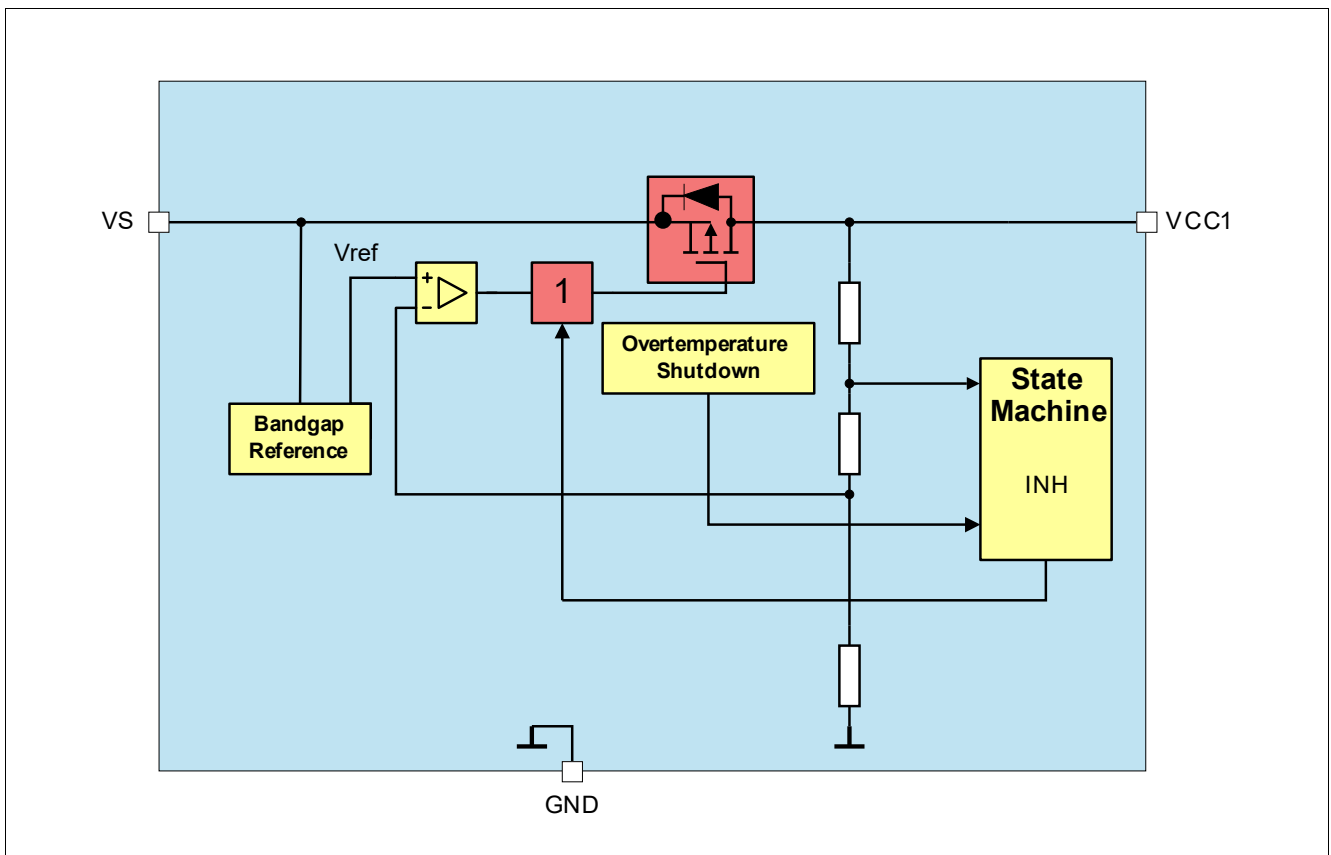 VS
VCC1
Vref
+
-
1
Overtemperature
Shutdown
State
Machine
INH
Bandgap
Reference
GND